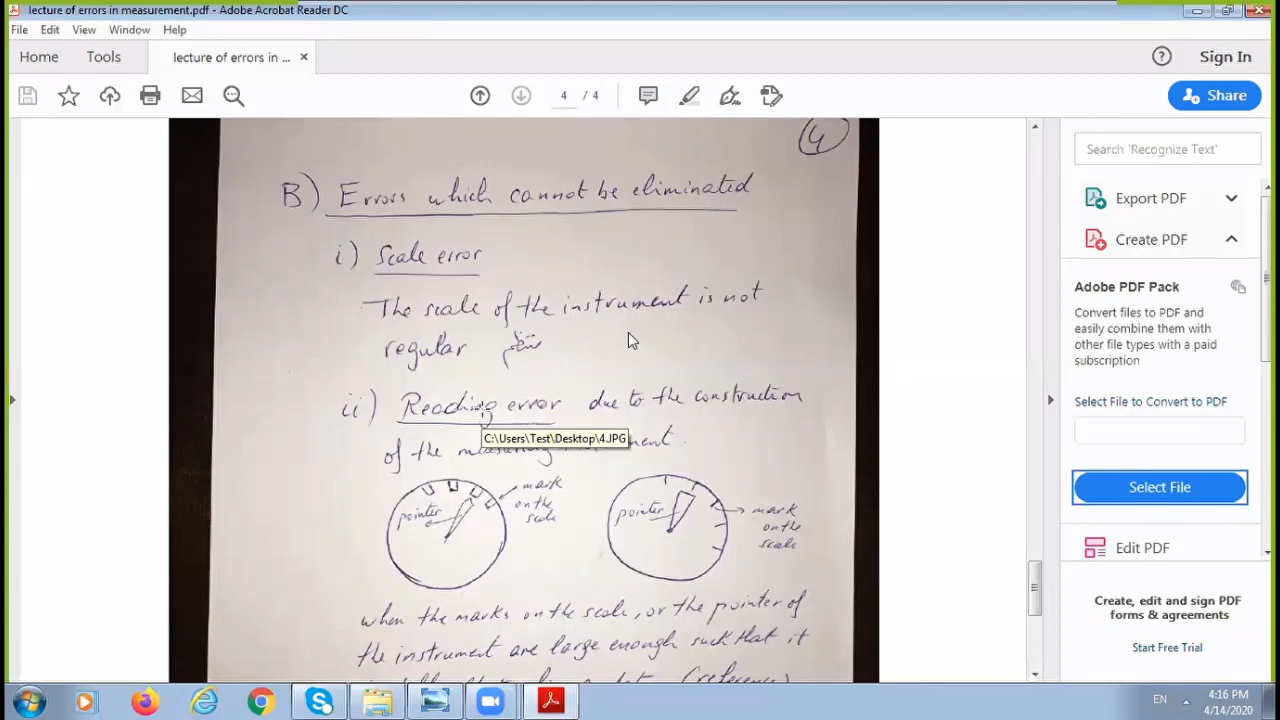 lecture of errors in measurement.pdf - Adobe Acrobat Reader DC
File Edit View Window Help
Home Tools lecture of errors in ... × Sign In
4 / 4 Share
4
B) Errors which cannot be eliminated
i) Scale error
The scale of the instrument is not
regular
ii) Reading error due to the construction
of the
C:\Users\Test\Desktop\4.JPG
pointer
mark
on the
scale
pointer
mark
on the
scale
when the marks on the scale, or the pointer of
the instrument are large enough such that it
(reference)
Search 'Recognize Text'
Export PDF
Create PDF
Adobe PDF Pack
Convert files to PDF and
easily combine them with
other file types with a paid
subscription
Select File to Convert to PDF
Select File
Edit PDF
Create, edit and sign PDF
forms & agreements
Start Free Trial
EN
4:16 PM
4/14/2020